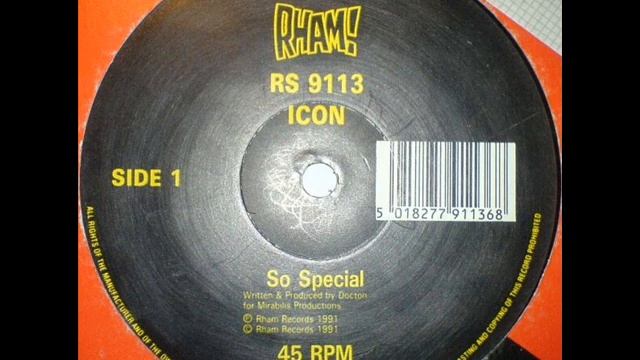 RHAM!
RS 9113
ICON
SIDE 1
5 018277 911368
So Special
Written & Produced by Docton
for Mirabilis Productions
© Rham Records 1991
© Rham Records 1991
45 RPM
ALL RIGHTS OF THE MANUFACTURER AND OF THE
STING AND COPYING OF THIS RECORD PROHIBITED